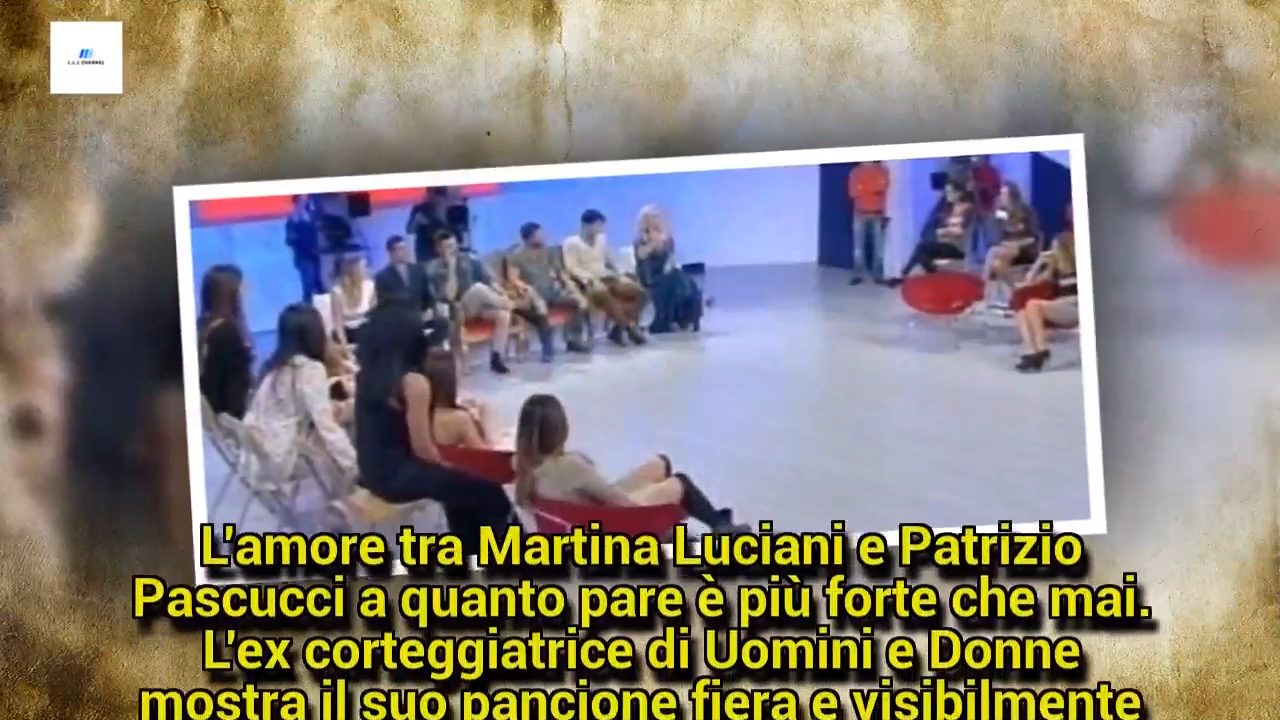 L'amore tra Martina Luciani e Patrizio
Pascucci a quanto pare è più forte che mai.
L'ex corteggiatrice di Uomini e Donne
mostra il suo pancione fiera e visibilmente